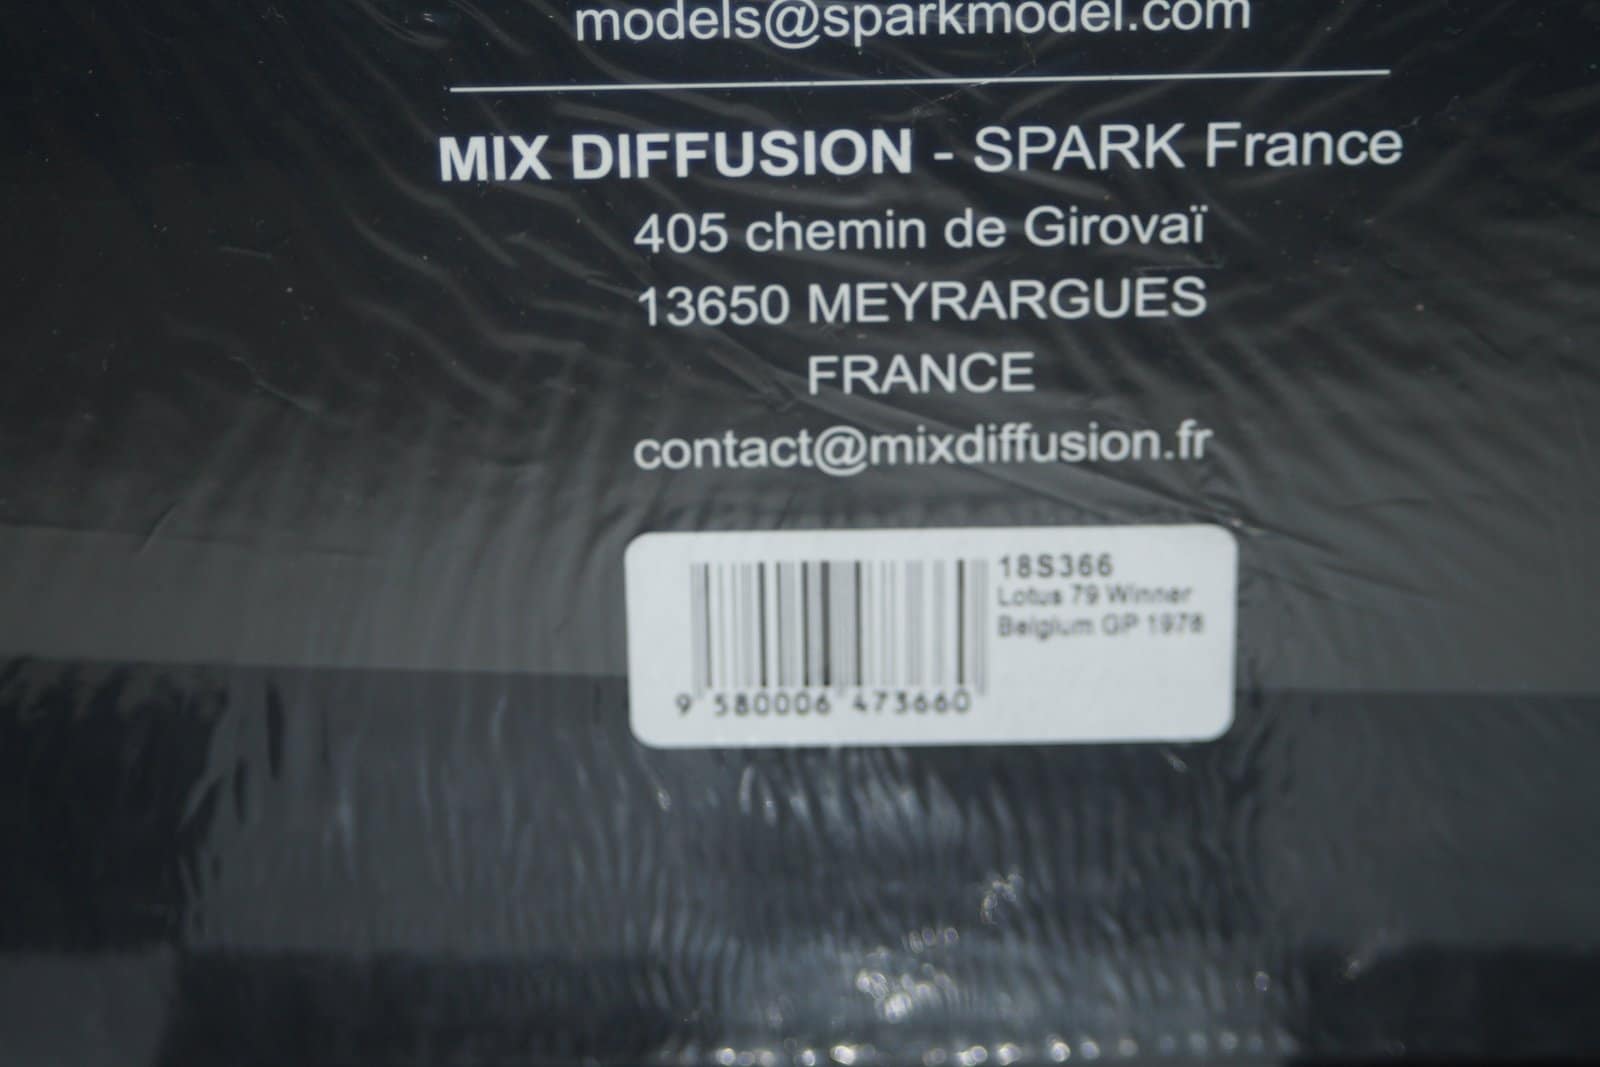 models@sparkmodel.com
MIX DIFFUSION - SPARK France
405 chemin de Girovaï
13650 MEYRARGUES
FRANCE
contact@mixdiffusion.fr
18S366
Lotus 79 Winner
Belgium GP 1978
9 580006 473660